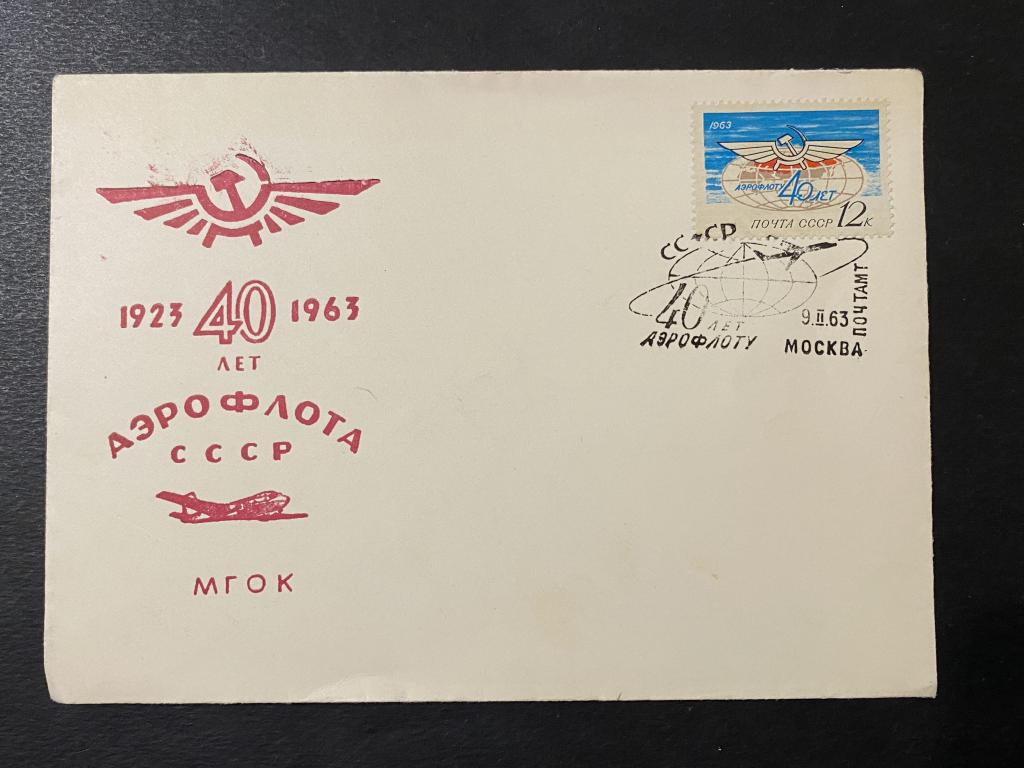 1923 40 1963
ЛЕТ
АЭРОФЛОТА
СССР
МГОК
1963
АЭРОФЛОТУ 40 ЛЕТ
ПОЧТА СССР 12К
СССР
40 ЛЕТ
АЭРОФЛОТУ
9.II.63
МОСКВА
ПОЧТАМТ